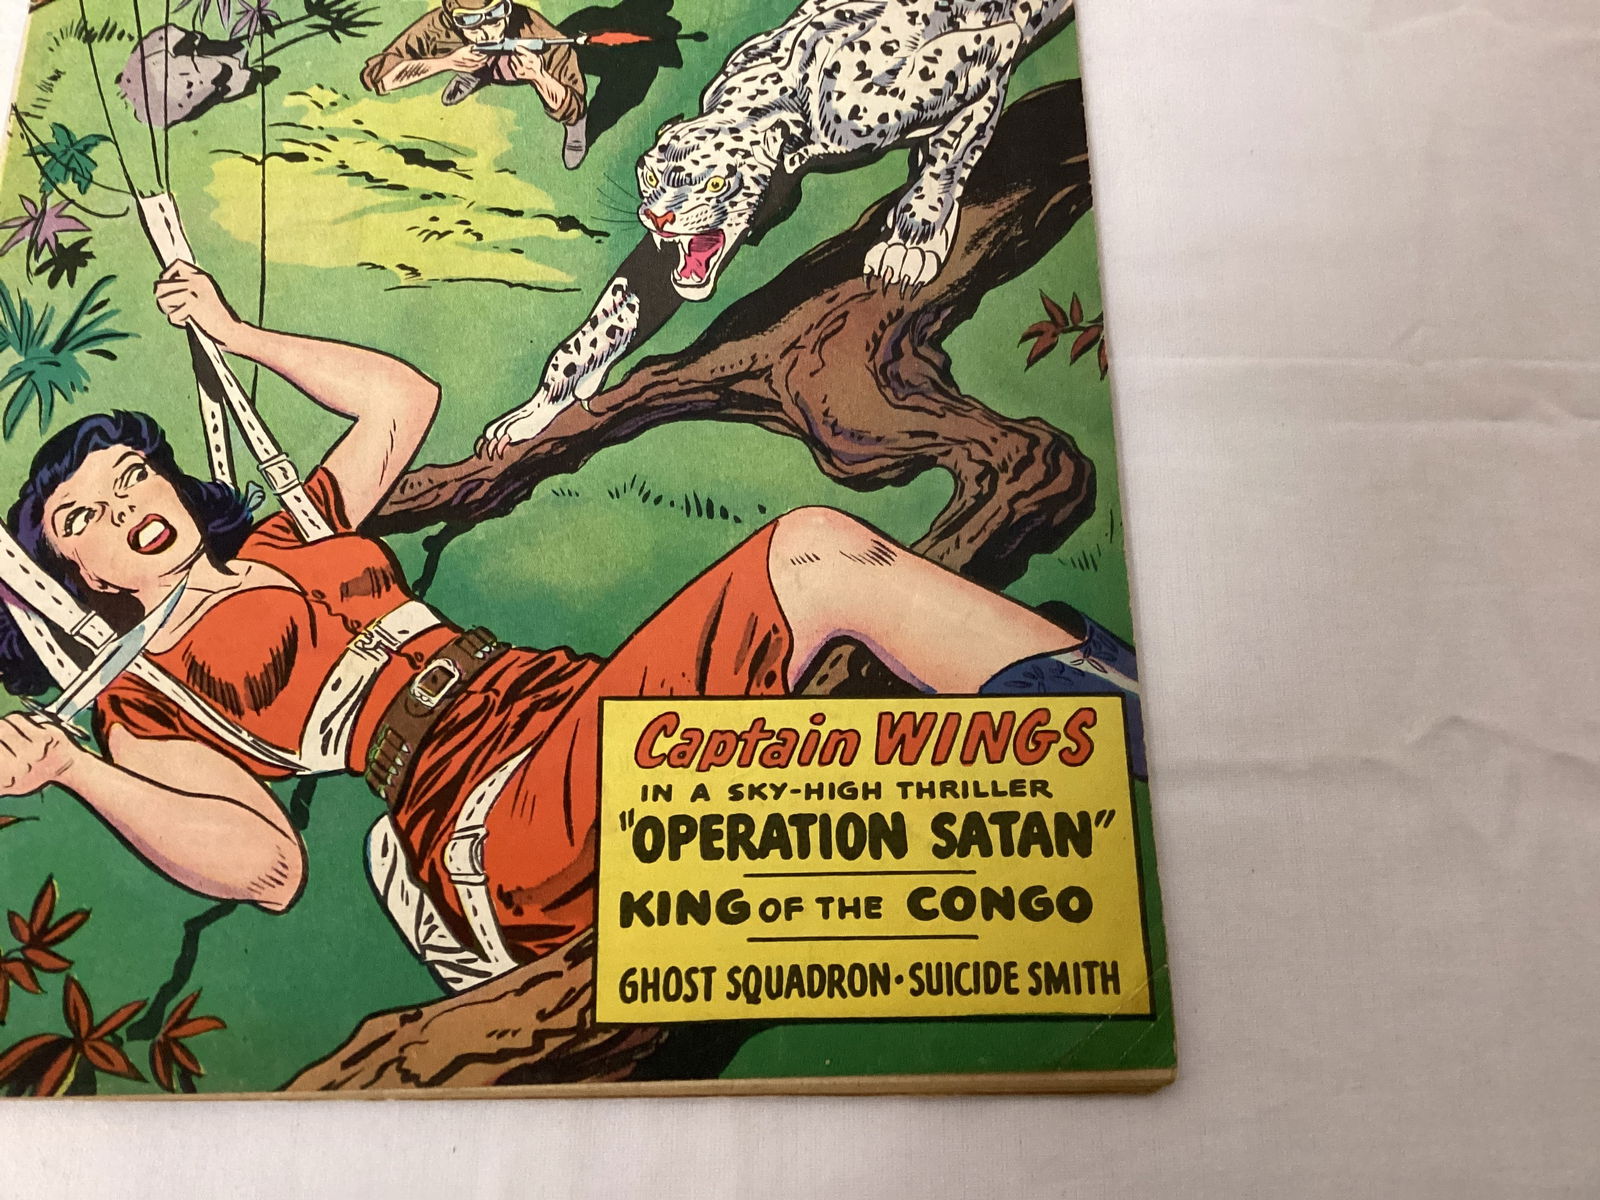 Captain WINGS
IN A SKY-HIGH THRILLER
"OPERATION SATAN"
KING OF THE CONGO
GHOST SQUADRON • SUICIDE SMITH